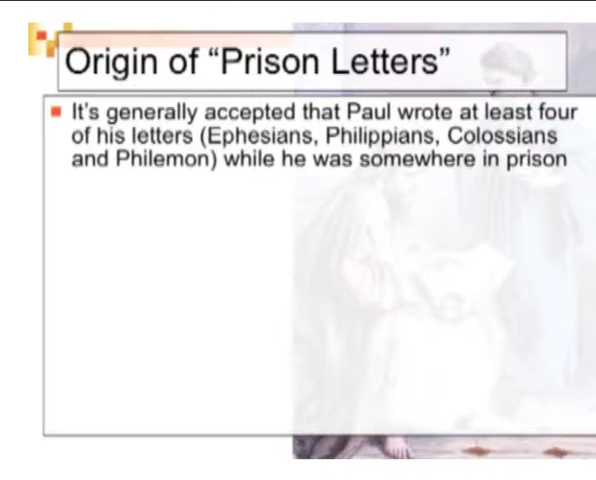 Origin of “Prison Letters”
It's generally accepted that Paul wrote at least four
of his letters (Ephesians, Philippians, Colossians
and Philemon) while he was somewhere in prison